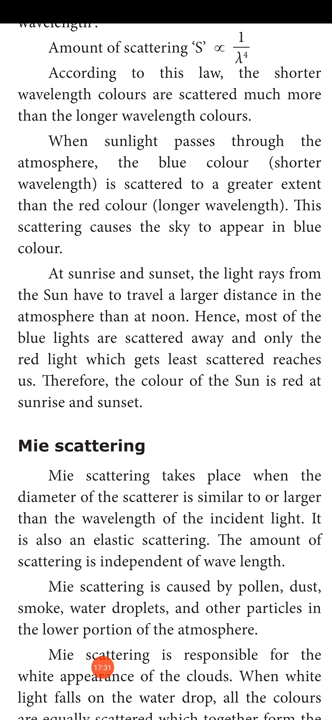 wavelength.
Amount of scattering ‘S’ ∝ 1/λ⁴
According to this law, the shorter
wavelength colours are scattered much more
than the longer wavelength colours.
When sunlight passes through the
atmosphere, the blue colour (shorter
wavelength) is scattered to a greater extent
than the red colour (longer wavelength). This
scattering causes the sky to appear in blue
colour.
At sunrise and sunset, the light rays from
the Sun have to travel a larger distance in the
atmosphere than at noon. Hence, most of the
blue lights are scattered away and only the
red light which gets least scattered reaches
us. Therefore, the colour of the Sun is red at
sunrise and sunset.
Mie scattering
Mie scattering takes place when the
diameter of the scatterer is similar to or larger
than the wavelength of the incident light. It
is also an elastic scattering. The amount of
scattering is independent of wave length.
Mie scattering is caused by pollen, dust,
smoke, water droplets, and other particles in
the lower portion of the atmosphere.
Mie scattering is responsible for the
17:31
white appearance of the clouds. When white
light falls on the water drop, all the colours
are equally scattered which together form the